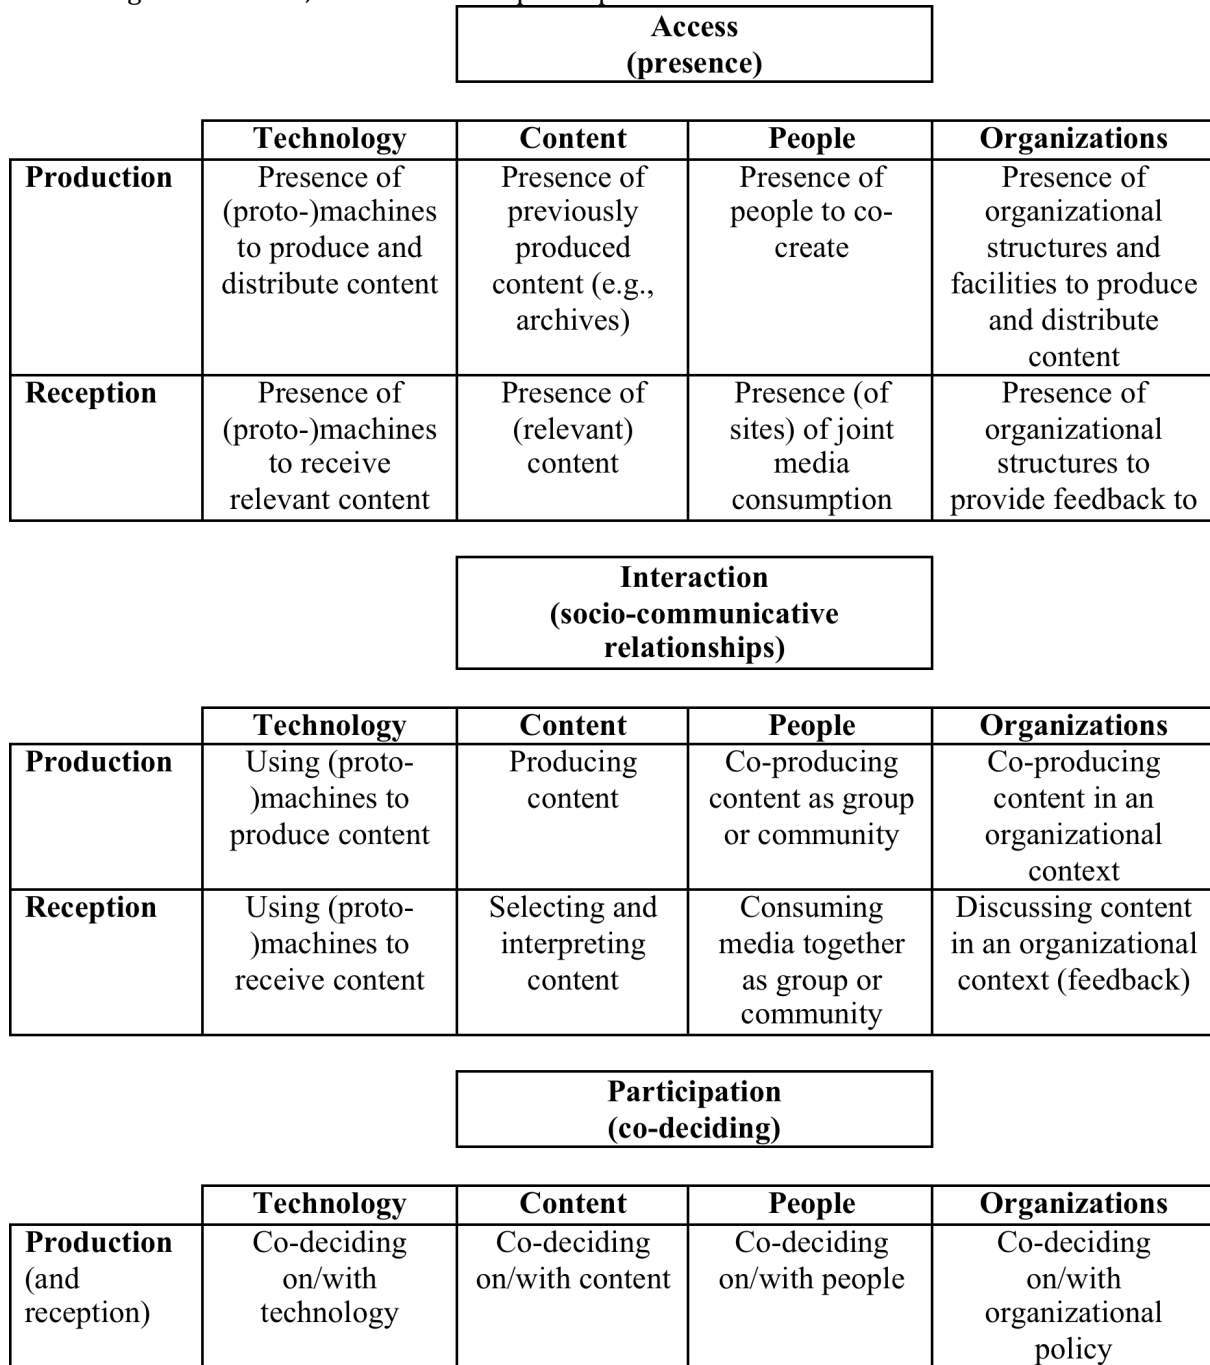 Access
(presence)
Technology Content People Organizations
Production
Presence of
(proto-)machines
to produce and
distribute content
Presence of
previously
produced
content (e.g.,
archives)
Presence of
people to co-
create
Presence of
organizational
structures and
facilities to produce
and distribute
content
Reception
Presence of
(proto-)machines
to receive
relevant content
Presence of
(relevant)
content
Presence (of
sites) of joint
media
consumption
Presence of
organizational
structures to
provide feedback to
Interaction
(socio-communicative
relationships)
Technology Content People Organizations
Production
Using (proto-
)machines to
produce content
Producing
content
Co-producing
content as group
or community
Co-producing
content in an
organizational
context
Reception
Using (proto-
)machines to
receive content
Selecting and
interpreting
content
Consuming
media together
as group or
community
Discussing content
in an organizational
context (feedback)
Participation
(co-deciding)
Technology Content People Organizations
Production
(and
reception)
Co-deciding
on/with
technology
Co-deciding
on/with content
Co-deciding
on/with people
Co-deciding
on/with
organizational
policy